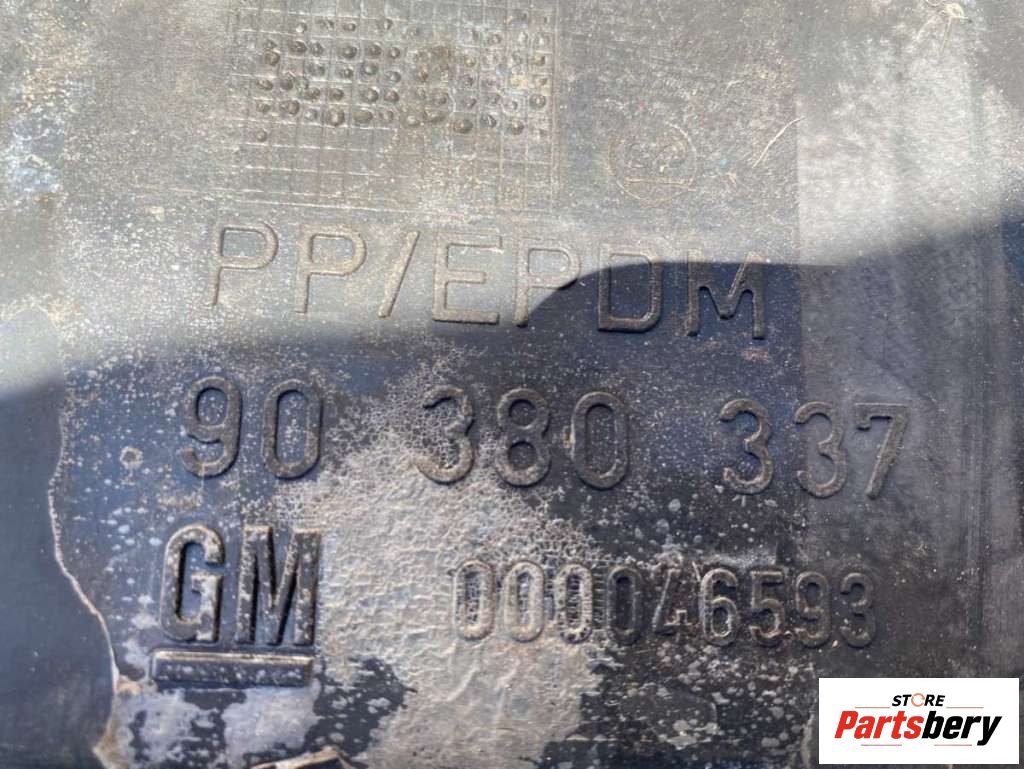 PP/EPDM
90 380 337
GM 000046593
STORE
Partsbery